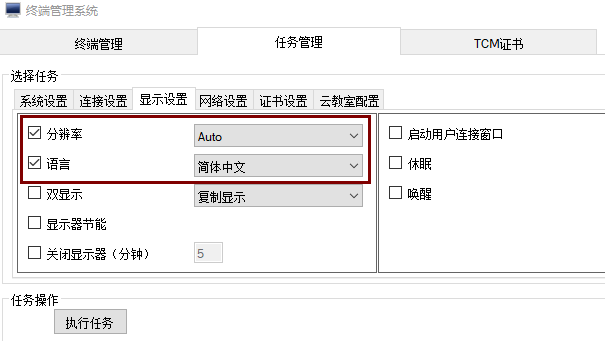 终端管理系统
终端管理 任务管理 TCM证书
选择任务
系统设置 连接设置 显示设置 网络设置 证书设置 云教室配置
分辨率 Auto 启动用户连接窗口
语言 简体中文 休眠
双显示 复制显示 唤醒
显示器节能
关闭显示器（分钟） 5
任务操作
执行任务